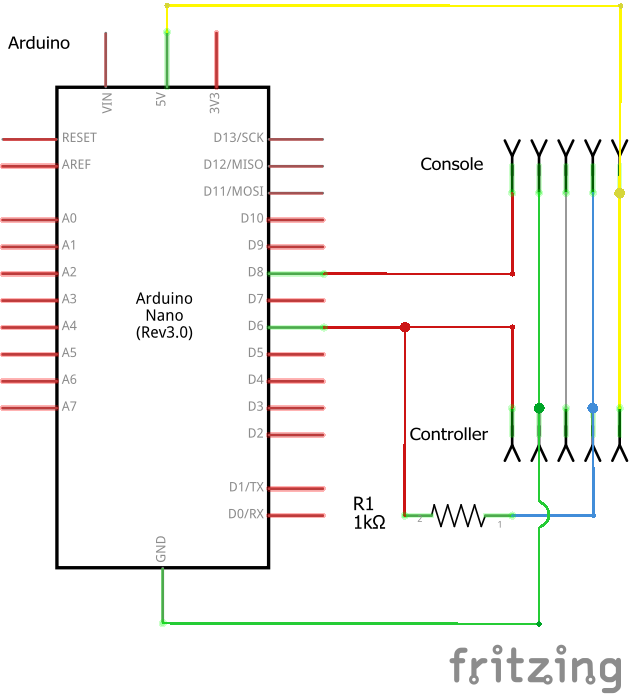 Arduino
VIN
5V
3V3
RESET
D13/SCK
AREF
D12/MISO
D11/MOSI
Console
A0
D10
A1
D9
A2
D8
A3
D7
Arduino
Nano
(Rev3.0)
A4
D6
A5
D5
A6
D4
A7
D3
D2
Controller
D1/TX
D0/RX
R1
1kΩ
2
1
GND
fritzing